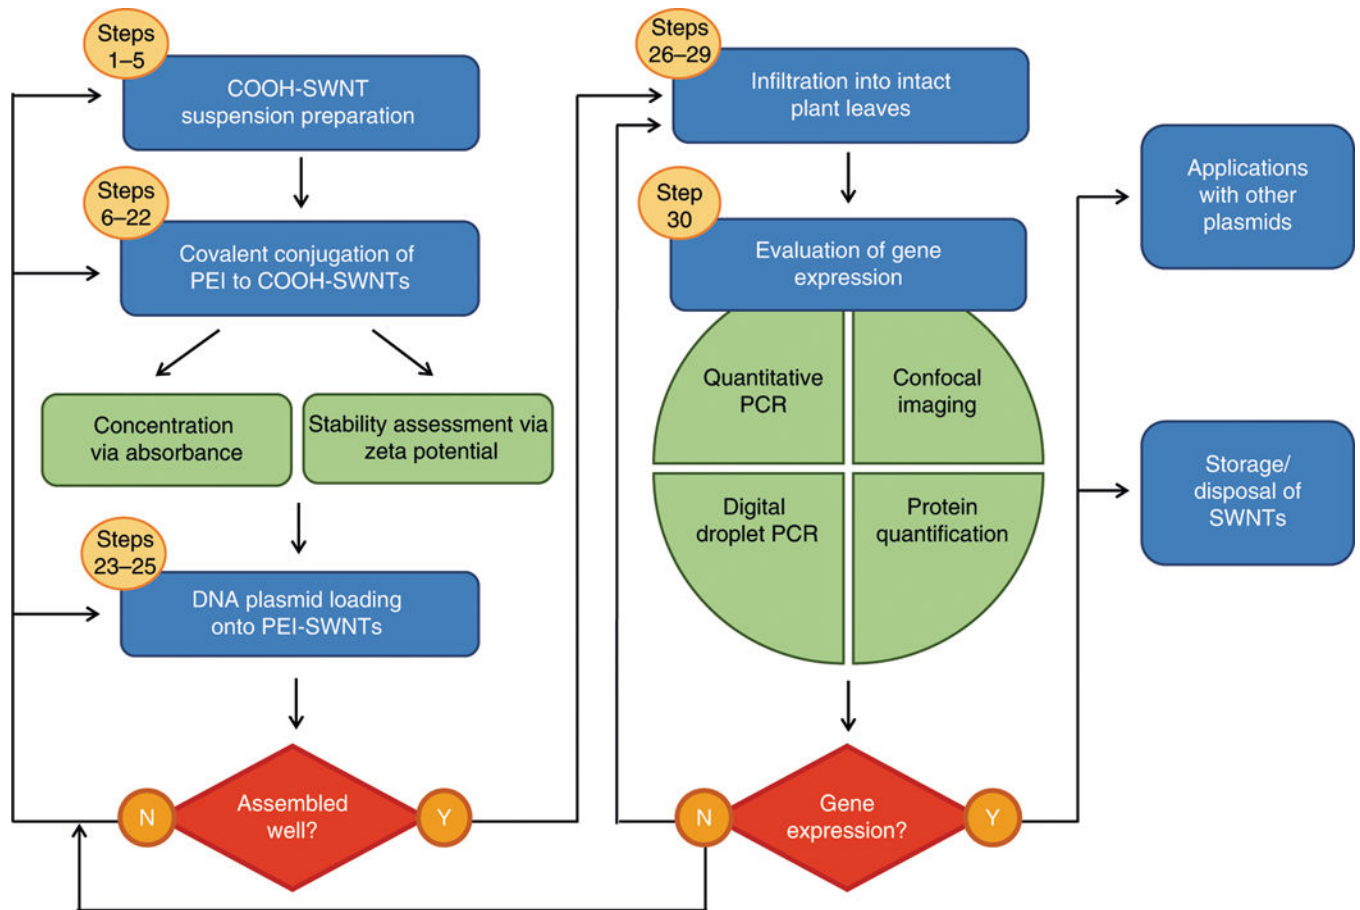 Steps
1–5
COOH-SWNT
suspension preparation
Steps
6–22
Covalent conjugation of
PEI to COOH-SWNTs
Concentration
via absorbance
Stability assessment via
zeta potential
Steps
23–25
DNA plasmid loading
onto PEI-SWNTs
N
Assembled
well?
Y
Steps
26–29
Infiltration into intact
plant leaves
Step
30
Evaluation of gene
expression
Quantitative
PCR
Confocal
imaging
Digital
droplet PCR
Protein
quantification
N
Gene
expression?
Y
Applications
with other
plasmids
Storage/
disposal of
SWNTs